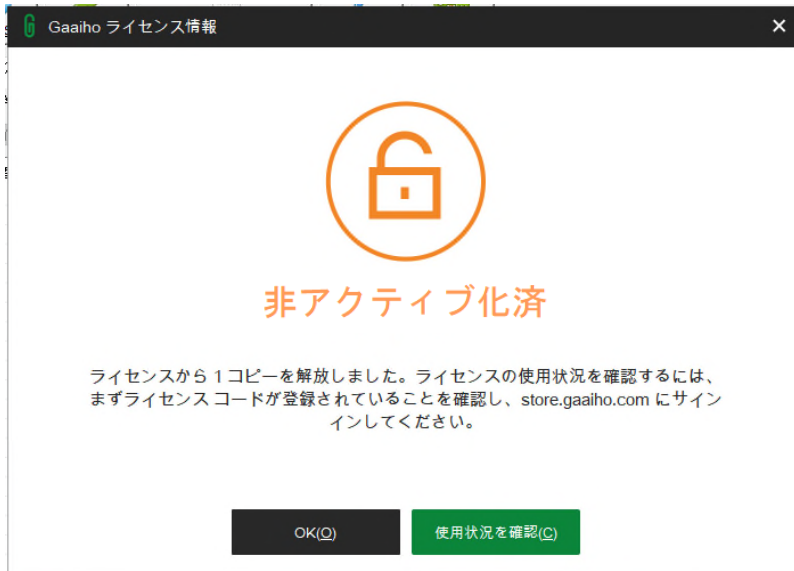 Gaaiho ライセンス情報
非アクティブ化済
ライセンスから 1 コピーを解放しました。ライセンスの使用状況を確認するには、
まずライセンス コードが登録されていることを確認し、store.gaaiho.com にサイン
インしてください。
OK(O)
使用状況を確認(C)